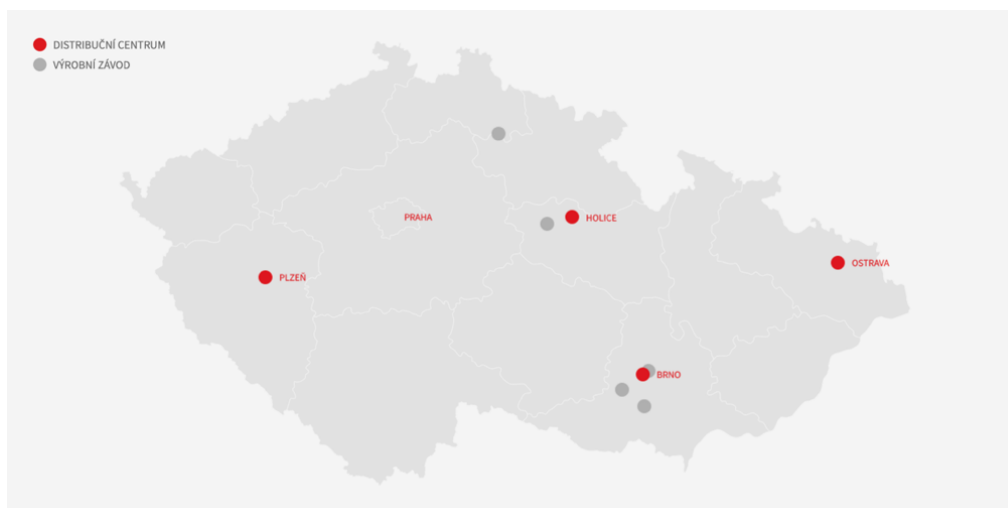 DISTRIBUČNÍ CENTRUM
VÝROBNÍ ZÁVOD
PRAHA
HOLICE
OSTRAVA
PLZEŇ
BRNO